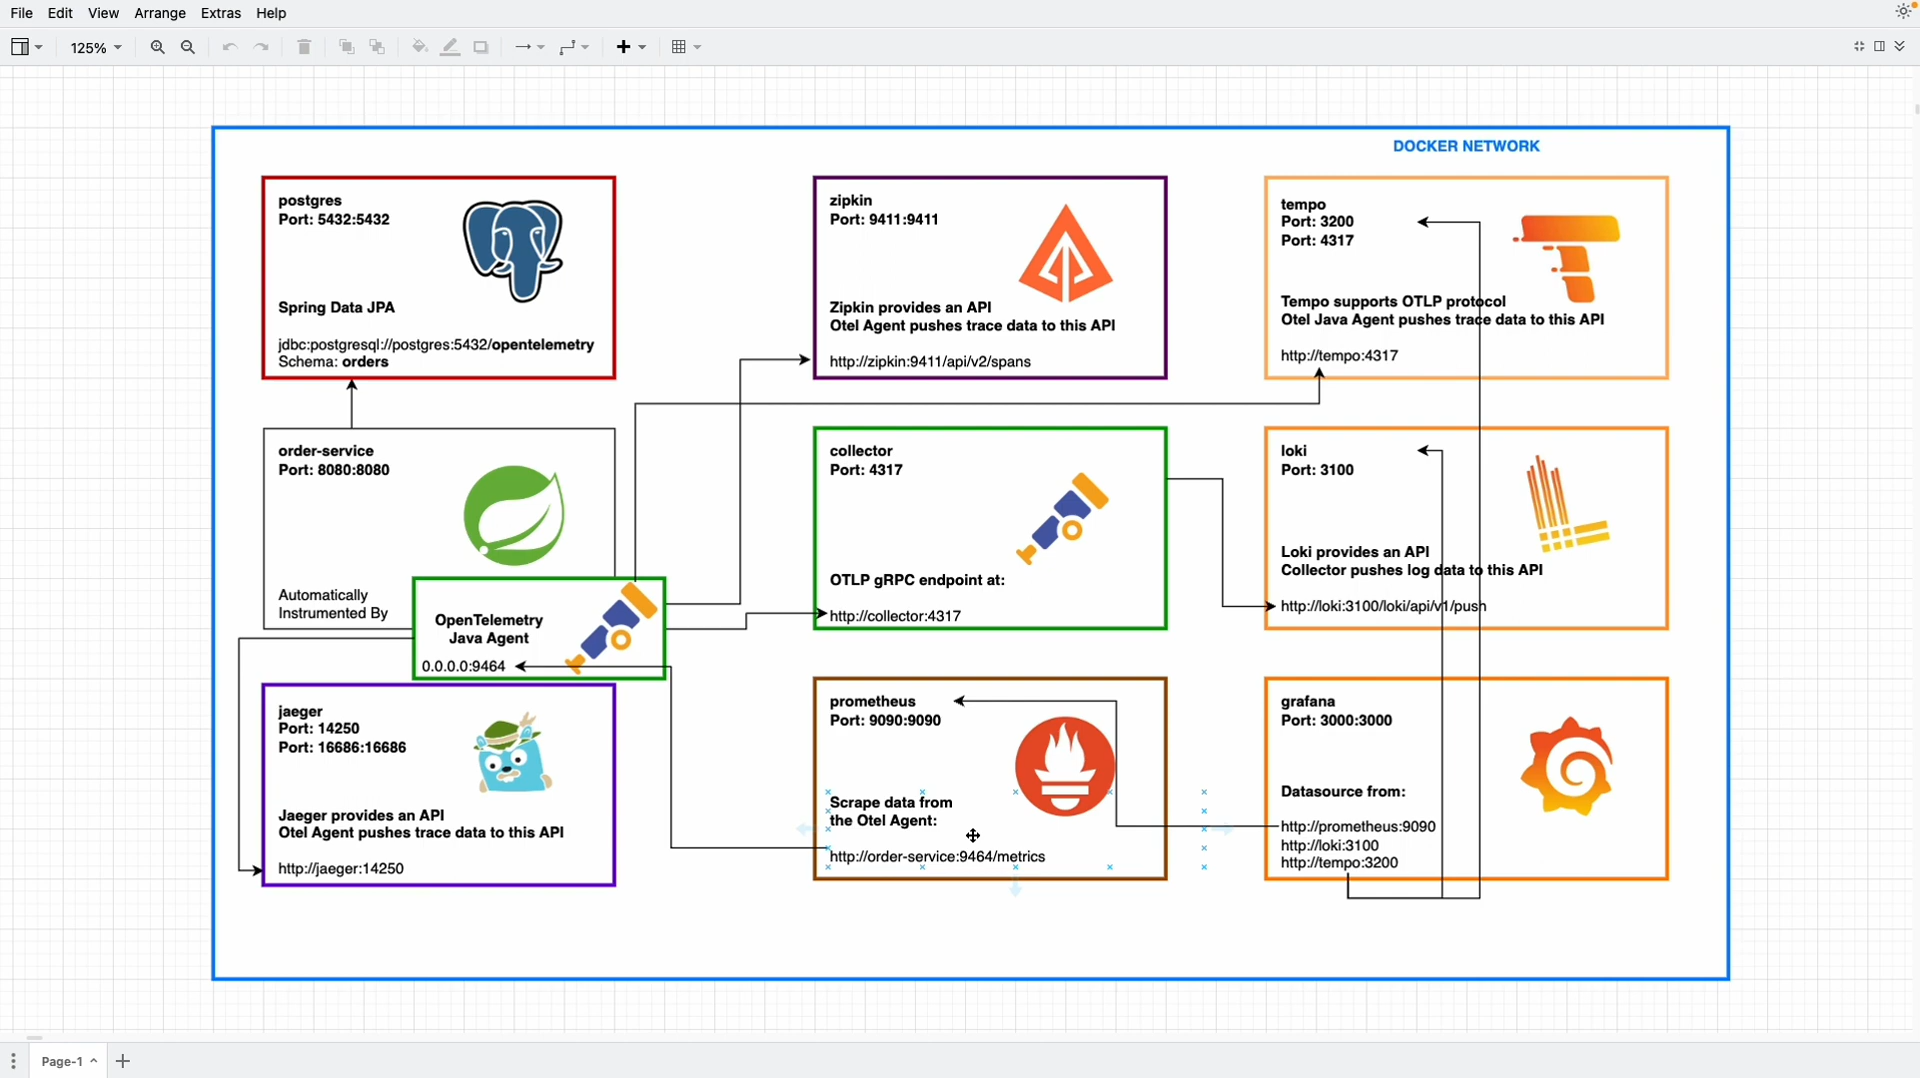 File Edit View Arrange Extras Help
125%
DOCKER NETWORK
postgres
Port: 5432:5432
Spring Data JPA
jdbc:postgresql://postgres:5432/opentelemetry
Schema: orders
zipkin
Port: 9411:9411
Zipkin provides an API
Otel Agent pushes trace data to this API
http://zipkin:9411/api/v2/spans
tempo
Port: 3200
Port: 4317
Tempo supports OTLP protocol
Otel Java Agent pushes trace data to this API
http://tempo:4317
order-service
Port: 8080:8080
Automatically
Instrumented By
OpenTelemetry
Java Agent
0.0.0.0:9464
collector
Port: 4317
OTLP gRPC endpoint at:
http://collector:4317
loki
Port: 3100
Loki provides an API
Collector pushes log data to this API
http://loki:3100/loki/api/v1/push
jaeger
Port: 14250
Port: 16686:16686
Jaeger provides an API
Otel Agent pushes trace data to this API
http://jaeger:14250
prometheus
Port: 9090:9090
Scrape data from
the Otel Agent:
http://order-service:9464/metrics
grafana
Port: 3000:3000
Datasource from:
http://prometheus:9090
http://loki:3100
http://tempo:3200
Page-1